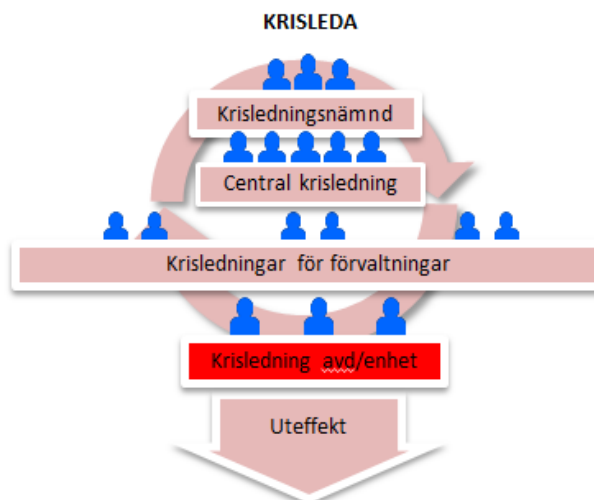 KRISLEDA
Krisledningsnämnd
Central krisledning
Krisledningar för förvaltningar
Krisledning avd/enhet
Uteffekt